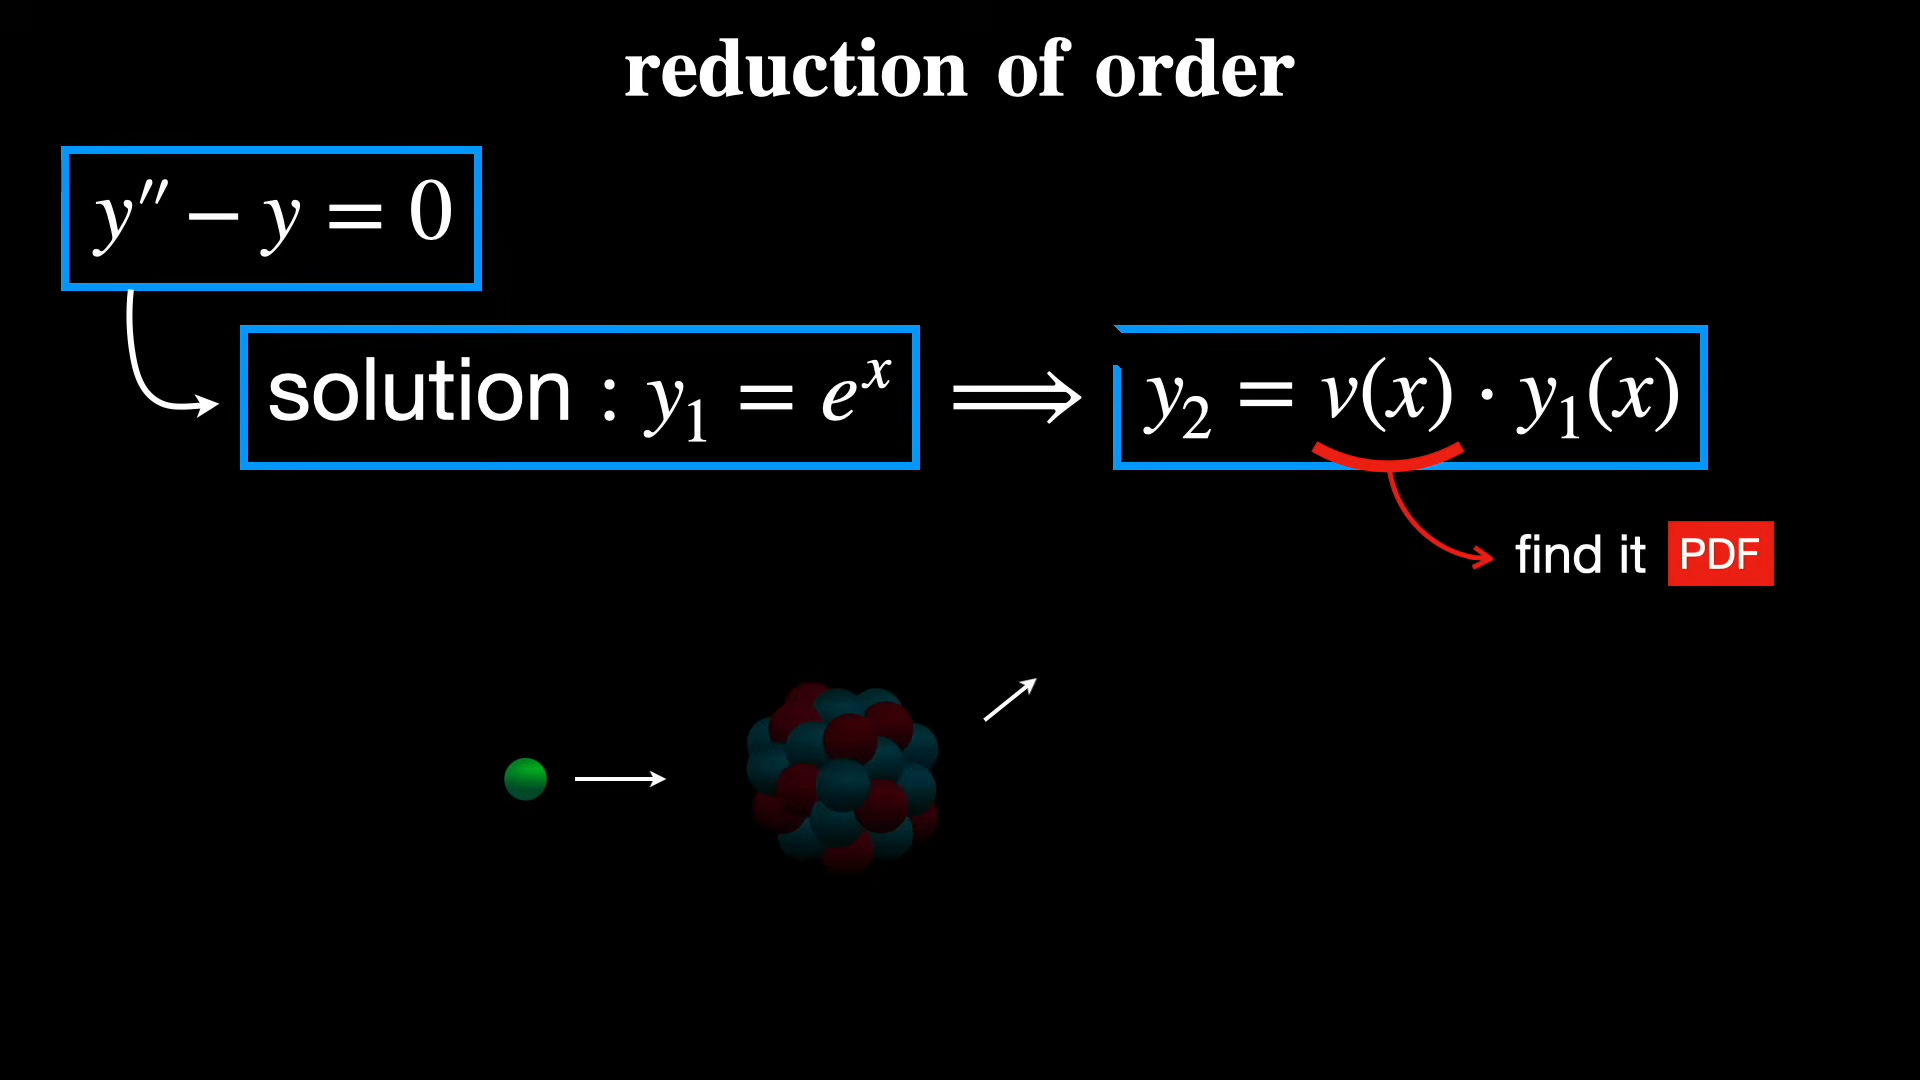 reduction of order
y″ − y = 0
solution : y₁ = eˣ ⟹ y₂ = v(x) · y₁(x)
find it PDF